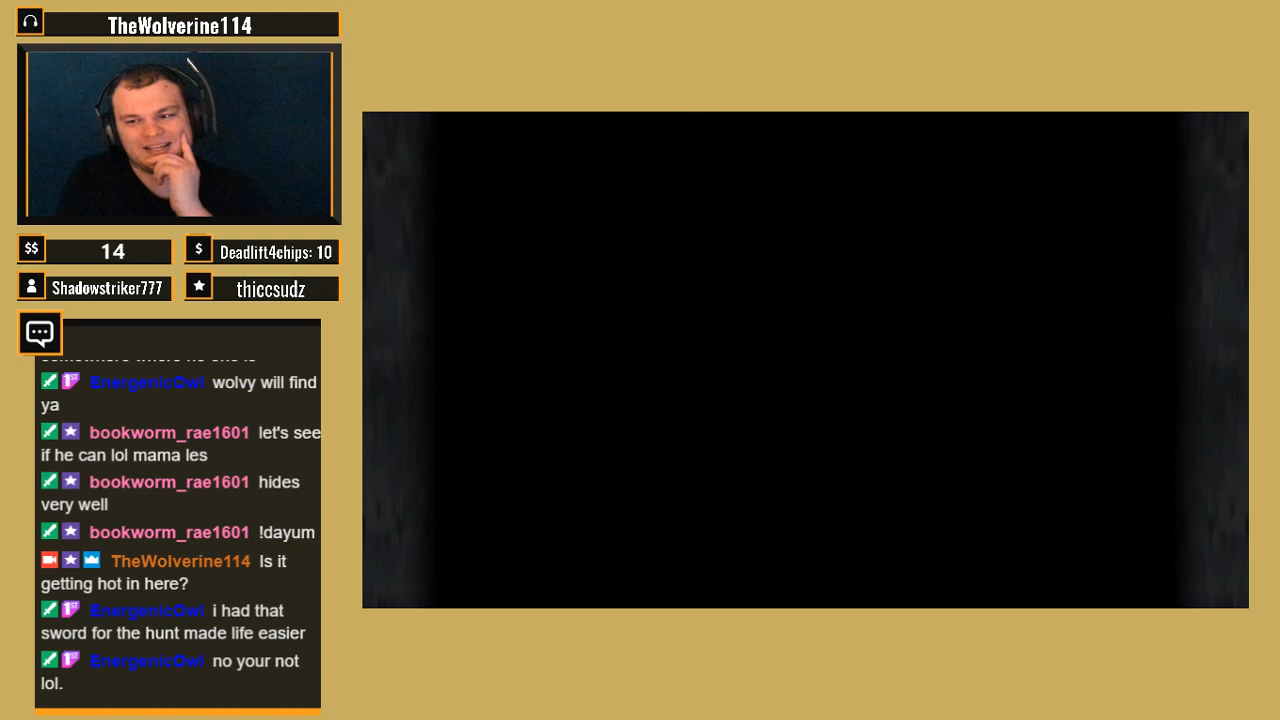 TheWolverine114
$$
14
$
Deadlift4chips: 10
Shadowstriker777
thiccsudz
EnergenicOwl wolvy will find
ya
bookworm_rae1601 let's see
if he can lol mama les
bookworm_rae1601 hides
very well
bookworm_rae1601 !dayum
TheWolverine114 Is it
getting hot in here?
EnergenicOwl i had that
sword for the hunt made life easier
EnergenicOwl no your not
lol.